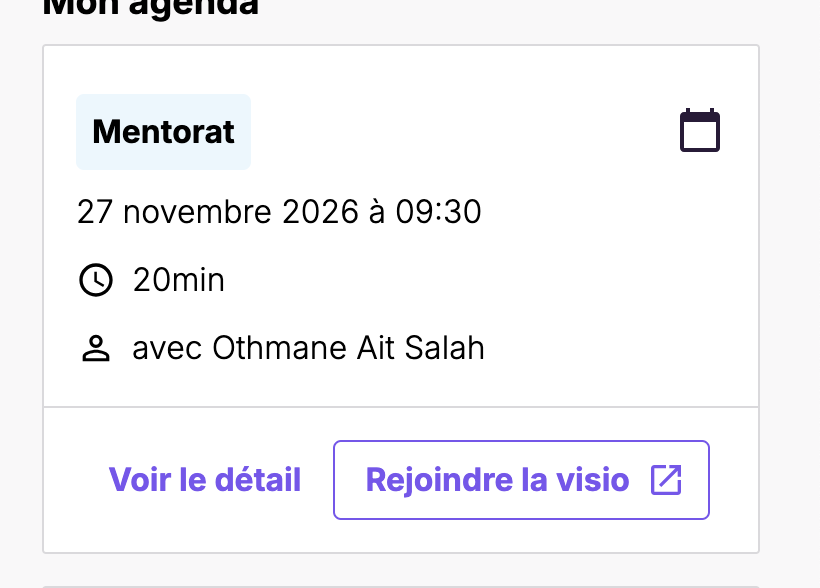 Mon agenda
Mentorat
27 novembre 2026 à 09:30
20min
avec Othmane Ait Salah
Voir le détail
Rejoindre la visio